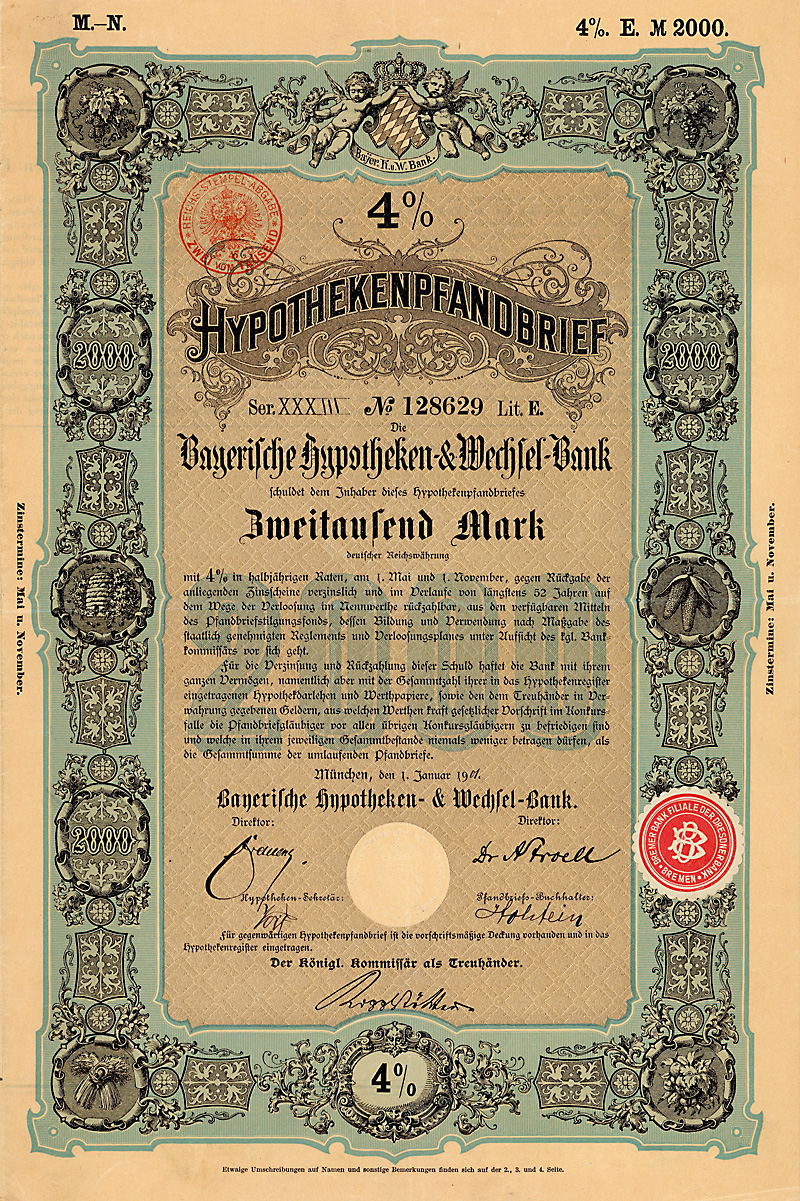 M.–N.
4%. E. M 2000.
Bayer. H. u. W. Bank.
REICHS-STEMPEL-ABGABE
ZWEI VOM TAUSEND
4%
HYPOTHEKENPFANDBRIEF
2000
2000
Ser. XXXIII № 128629 Lit. E.
Die
Bayerische Hypotheken-&Wechsel-Bank
schuldet dem Inhaber dieses Hypothekenpfandbriefes
Zweitausend Mark
deutscher Reichswährung
mit 4% in halbjährigen Raten, am 1. Mai und 1. November, gegen Rückgabe der
anliegenden Zinsscheine verzinslich und im Verlaufe von längstens 52 Jahren auf
dem Wege der Verloosung im Nennwerthe rückzahlbar, aus den verfügbaren Mitteln
des Pfandbriefstilgungsfonds, dessen Bildung und Verwendung nach Maßgabe des
staatlich genehmigten Reglements und Verloosungsplanes unter Aufsicht des kgl. Bank-
kommissärs vor sich geht.
Für die Verzinsung und Rückzahlung dieser Schuld haftet die Bank mit ihrem
ganzen Vermögen, namentlich aber mit der Gesammtzahl ihrer in das Hypothekenregister
eingetragenen Hypothekdarlehen und Werthpapiere, sowie den dem Treuhänder in Ver-
wahrung gegebenen Geldern, aus welchen Werthen kraft gesetzlicher Vorschrift im Konkurs-
falle die Pfandbriefgläubiger vor allen übrigen Konkursgläubigern zu befriedigen sind
und welche in ihrem jeweiligen Gesammtbestande niemals weniger betragen dürfen, als
die Gesammtsumme der umlaufenden Pfandbriefe.
München, den 1. Januar 1901.
Bayerische Hypotheken- & Wechsel-Bank.
Direktor:
Direktor:
Dr A Stroell
Hypotheken-Sekretär:
Pfandbriefs-Buchhalter:
Voit
Holstein
Für gegenwärtigen Hypothekenpfandbrief ist die vorschriftsmäßige Deckung vorhanden und in das
Hypothekenregister eingetragen.
Der Königl. Kommissär als Treuhänder.
Zinstermine: Mai u. November.
Zinstermine: Mai u. November.
2000
BREMER BANK FILIALE DER DRESDNER BANK
BREMEN
4%
Etwaige Umschreibungen auf Namen und sonstige Bemerkungen finden sich auf der 2., 3. und 4. Seite.